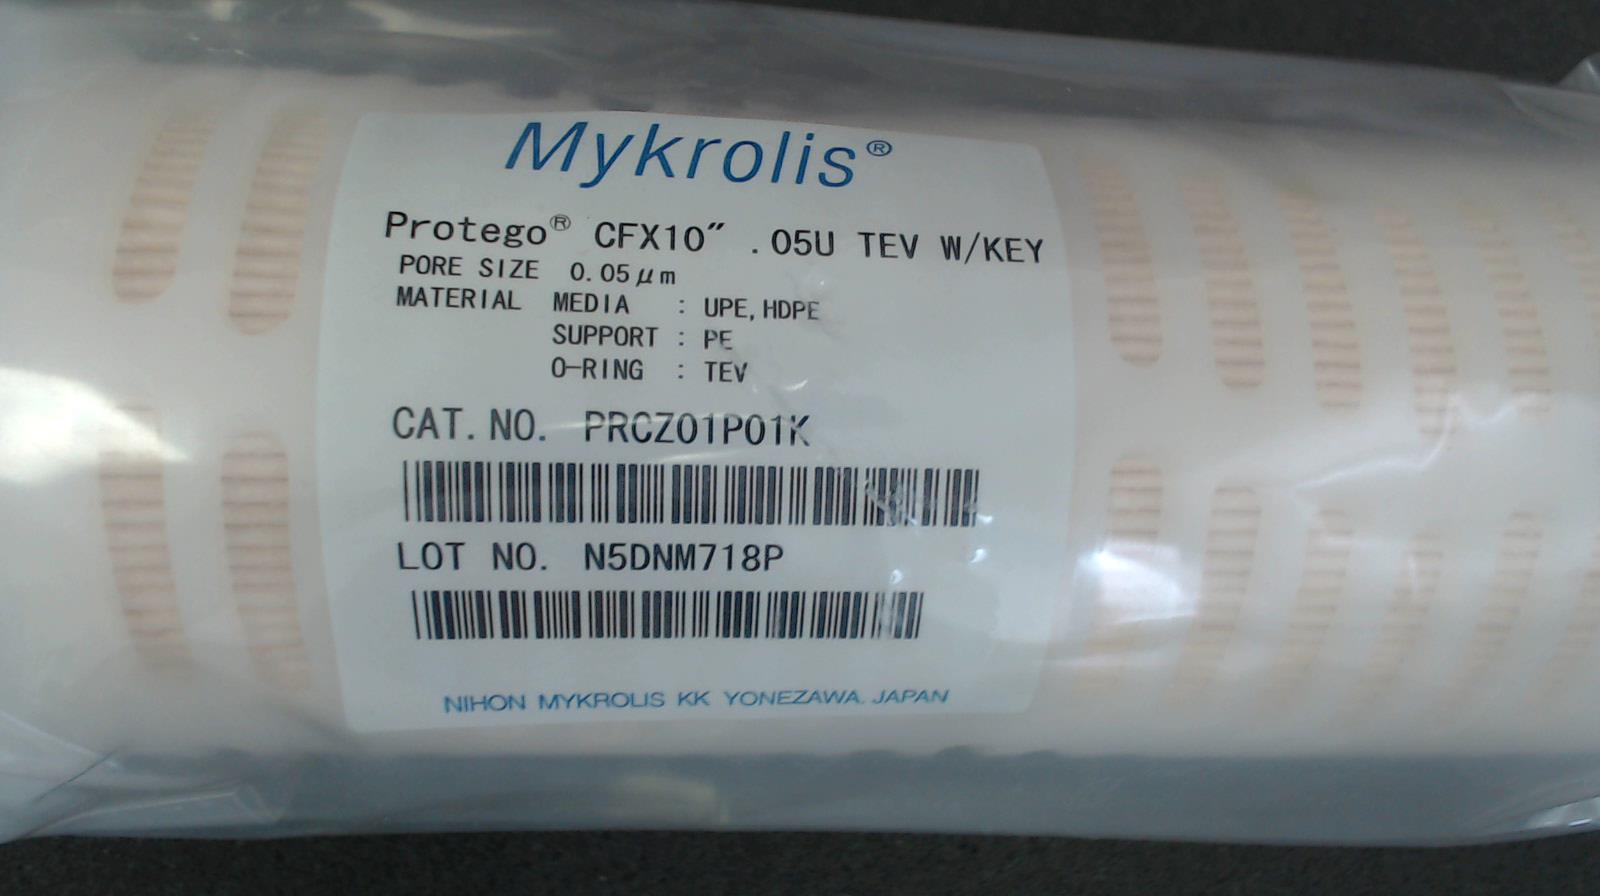 Mykrolis®
Protego® CFX10" .05U TEV W/KEY
PORE SIZE 0.05μm
MATERIAL MEDIA : UPE, HDPE
SUPPORT : PE
O-RING : TEV
CAT. NO. PRCZ01P01K
LOT NO. N5DNM718P
NIHON MYKROLIS KK YONEZAWA. JAPAN